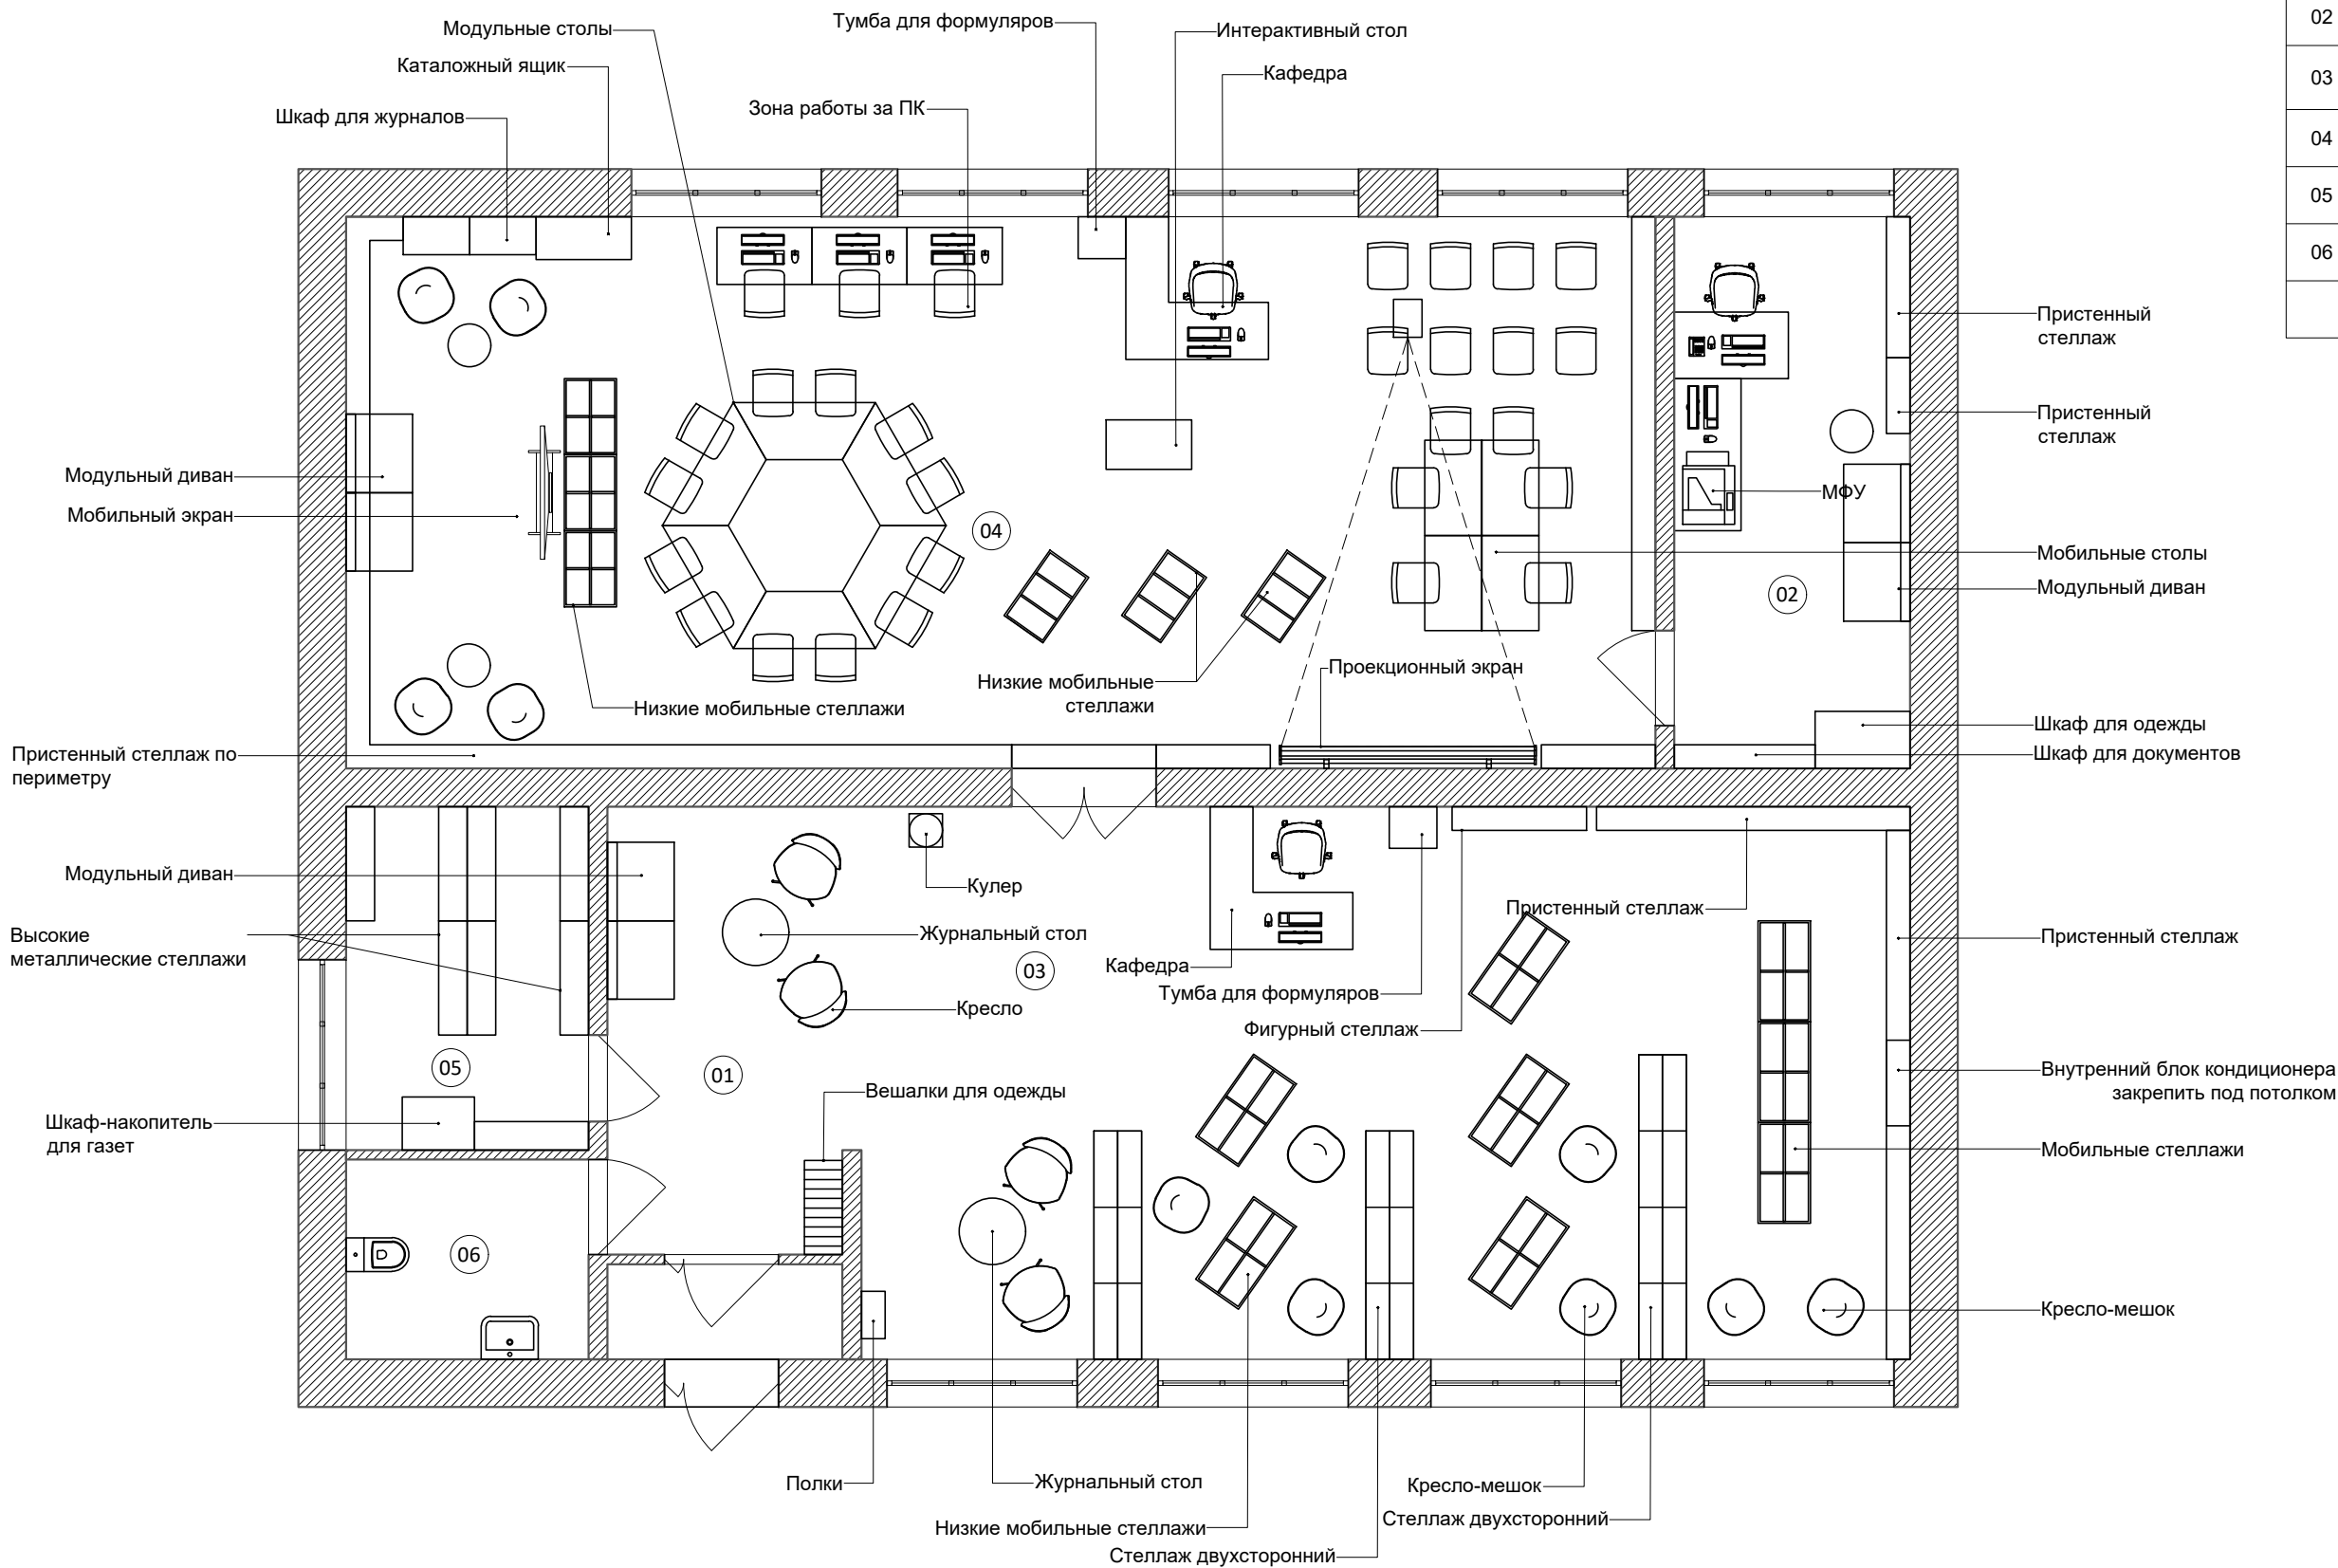 Модульные столы
Тумба для формуляров
Интерактивный стол
Каталожный ящик
Кафедра
Шкаф для журналов
Зона работы за ПК
02
03
04
05
06
Пристенный
стеллаж
Пристенный
стеллаж
Модульный диван
Мобильный экран
МФУ
04
Мобильные столы
Модульный диван
02
Проекционный экран
Низкие мобильные
стеллажи
Низкие мобильные стеллажи
Шкаф для одежды
Шкаф для документов
Пристенный стеллаж по
периметру
Модульный диван
Кулер
Пристенный стеллаж
Высокие
металлические стеллажи
Журнальный стол
Пристенный стеллаж
Кафедра
03
Тумба для формуляров
Кресло
Фигурный стеллаж
05
01
Внутренний блок кондиционера
закрепить под потолком
Вешалки для одежды
Шкаф-накопитель
для газет
Мобильные стеллажи
06
Кресло-мешок
Полки
Журнальный стол
Кресло-мешок
Низкие мобильные стеллажи
Стеллаж двухсторонний
Стеллаж двухсторонний